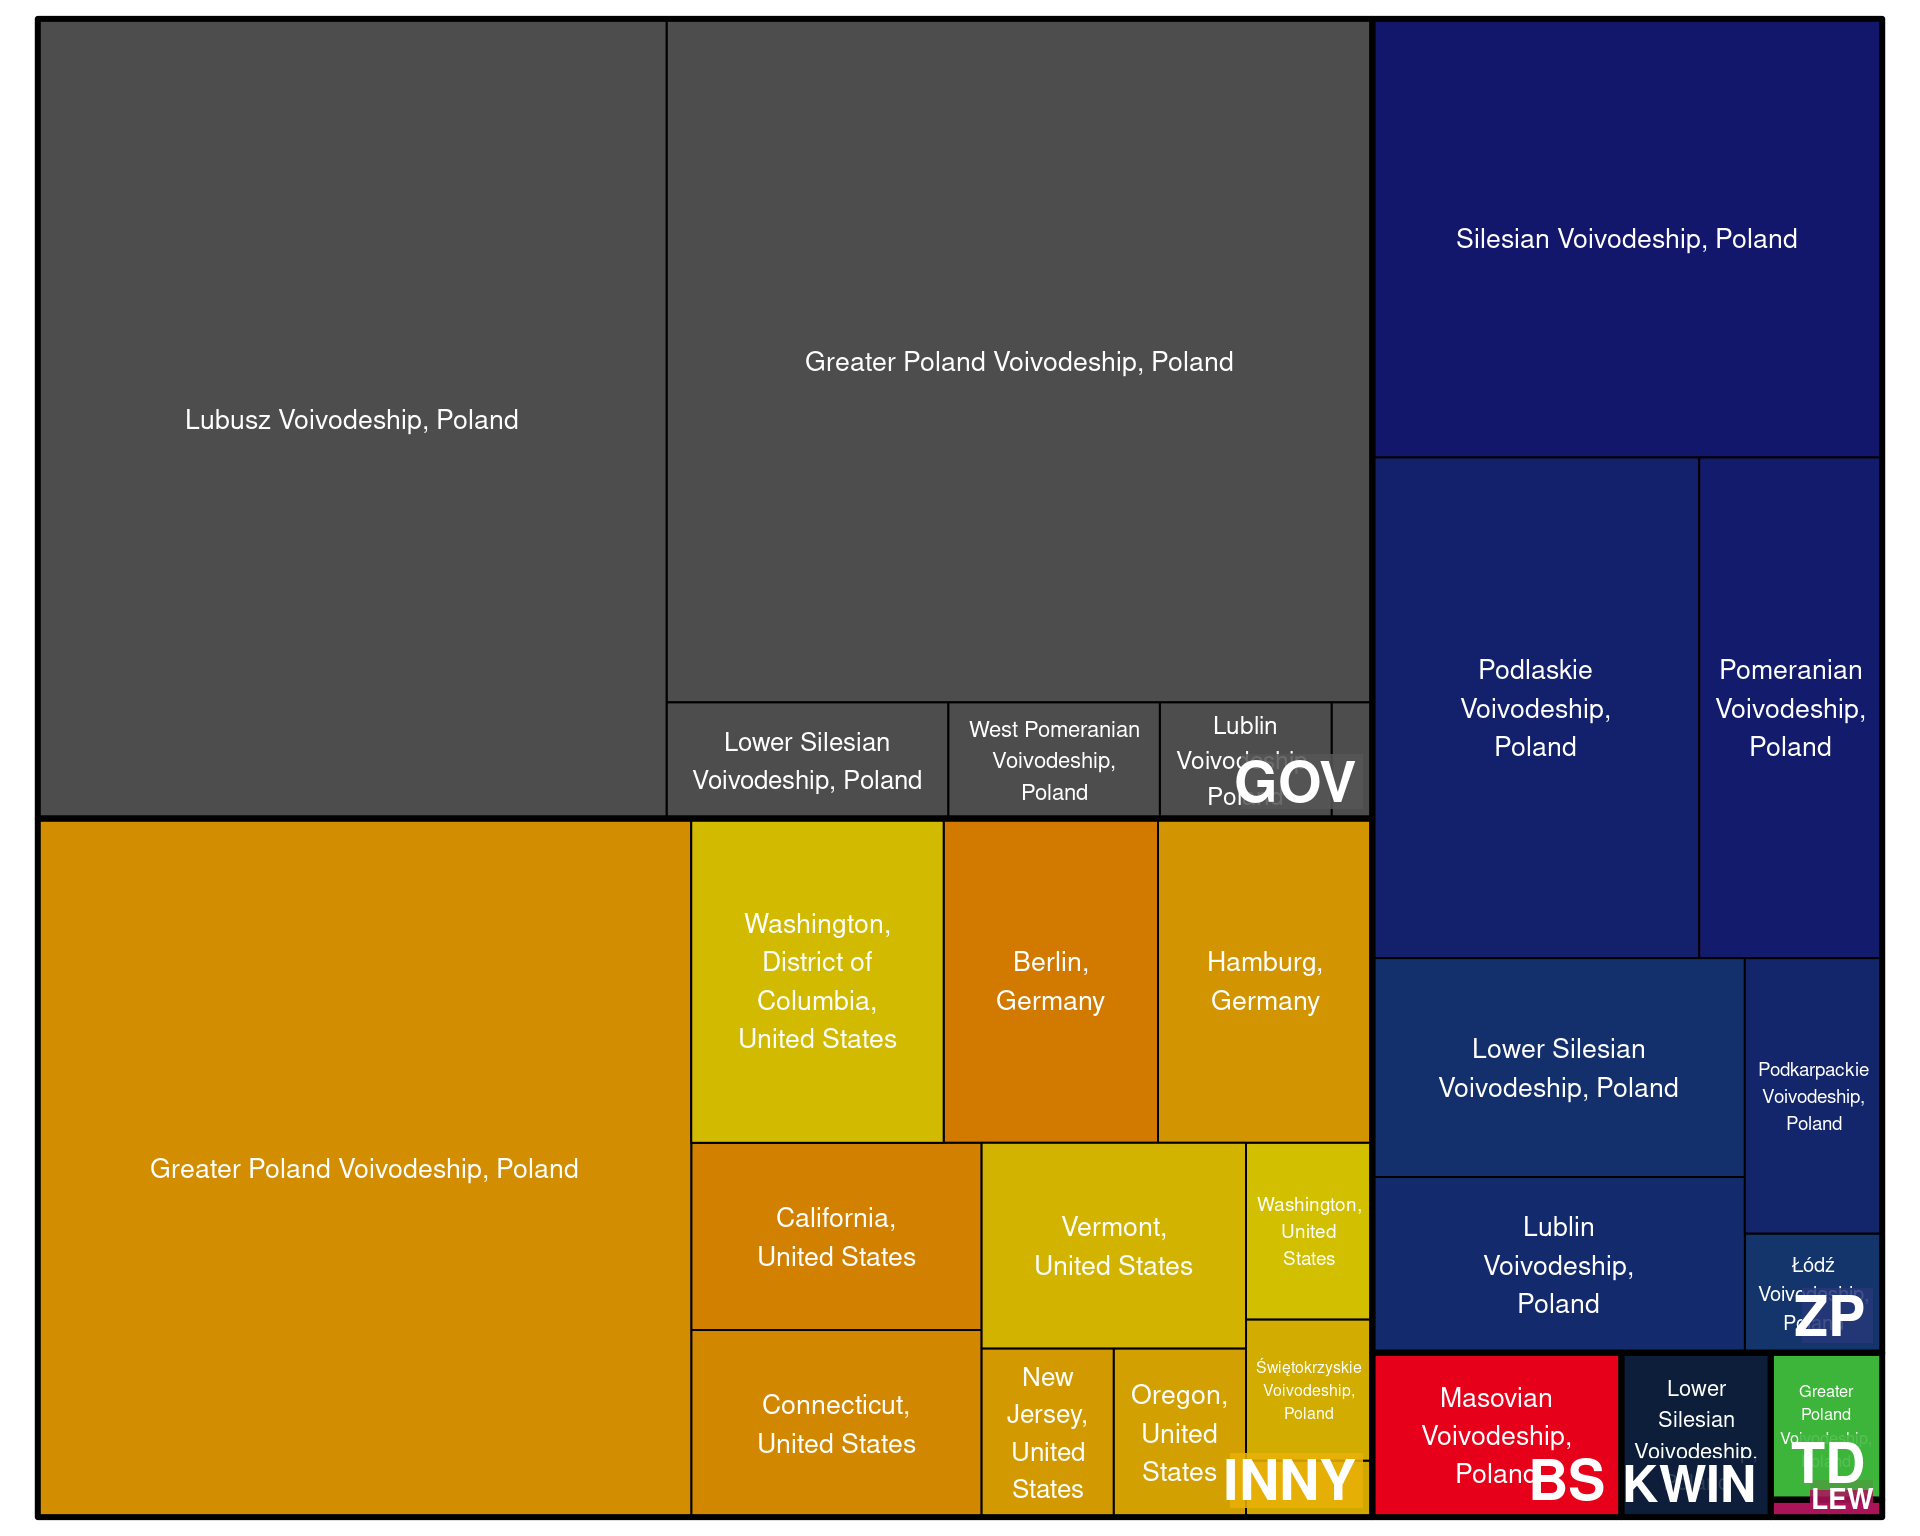 Lubusz Voivodeship, Poland
Greater Poland Voivodeship, Poland
Lower Silesian
Voivodeship, Poland
West Pomeranian
Voivodeship,
Poland
Lublin
Voivodeship,
Poland
GOV
Silesian Voivodeship, Poland
Podlaskie
Voivodeship,
Poland
Pomeranian
Voivodeship,
Poland
Lower Silesian
Voivodeship, Poland
Podkarpackie
Voivodeship,
Poland
Lublin
Voivodeship,
Poland
Łódź
Voivodeship,
Poland
ZP
Greater Poland Voivodeship, Poland
Washington,
District of
Columbia,
United States
Berlin,
Germany
Hamburg,
Germany
California,
United States
Vermont,
United States
Washington,
United
States
Connecticut,
United States
New
Jersey,
United
States
Oregon,
United
States
Świętokrzyskie
Voivodeship,
Poland
INNY
Masovian
Voivodeship,
Poland
BS
Lower
Silesian
Voivodeship,
KWIN
Greater
Poland
Voivodeship,
Poland
TD
LEW